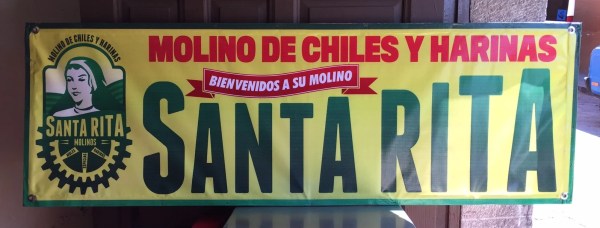 MOLINO DE CHILES Y HARINAS
SANTA RITA
MOLINOS
MOLINO DE CHILES Y HARINAS
BIENVENIDOS A SU MOLINO
SANTA RITA